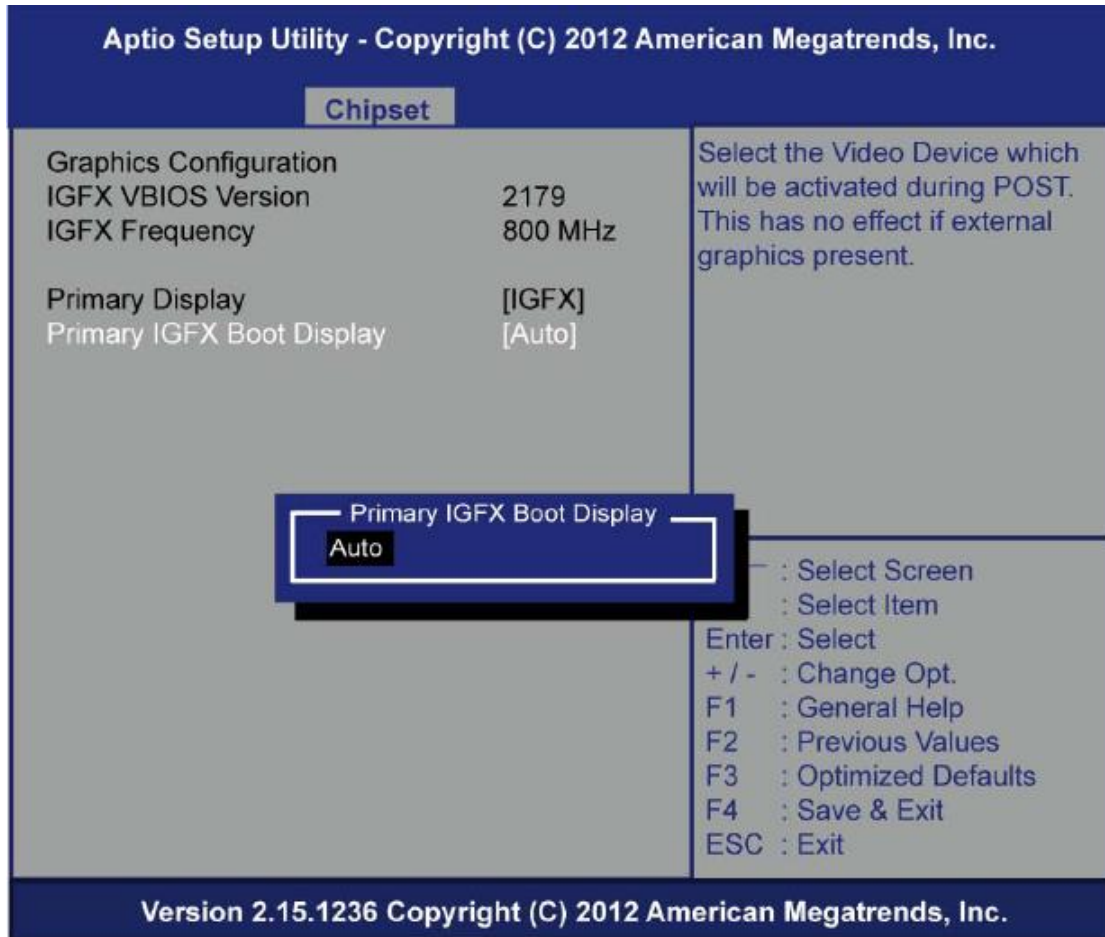 Aptio Setup Utility - Copyright (C) 2012 American Megatrends, Inc.
Chipset
Graphics Configuration
IGFX VBIOS Version 2179
IGFX Frequency 800 MHz
Primary Display [IGFX]
Primary IGFX Boot Display [Auto]
Select the Video Device which
will be activated during POST.
This has no effect if external
graphics present.
Primary IGFX Boot Display
Auto
: Select Screen
: Select Item
Enter : Select
+ / - : Change Opt.
F1 : General Help
F2 : Previous Values
F3 : Optimized Defaults
F4 : Save & Exit
ESC : Exit
Version 2.15.1236 Copyright (C) 2012 American Megatrends, Inc.